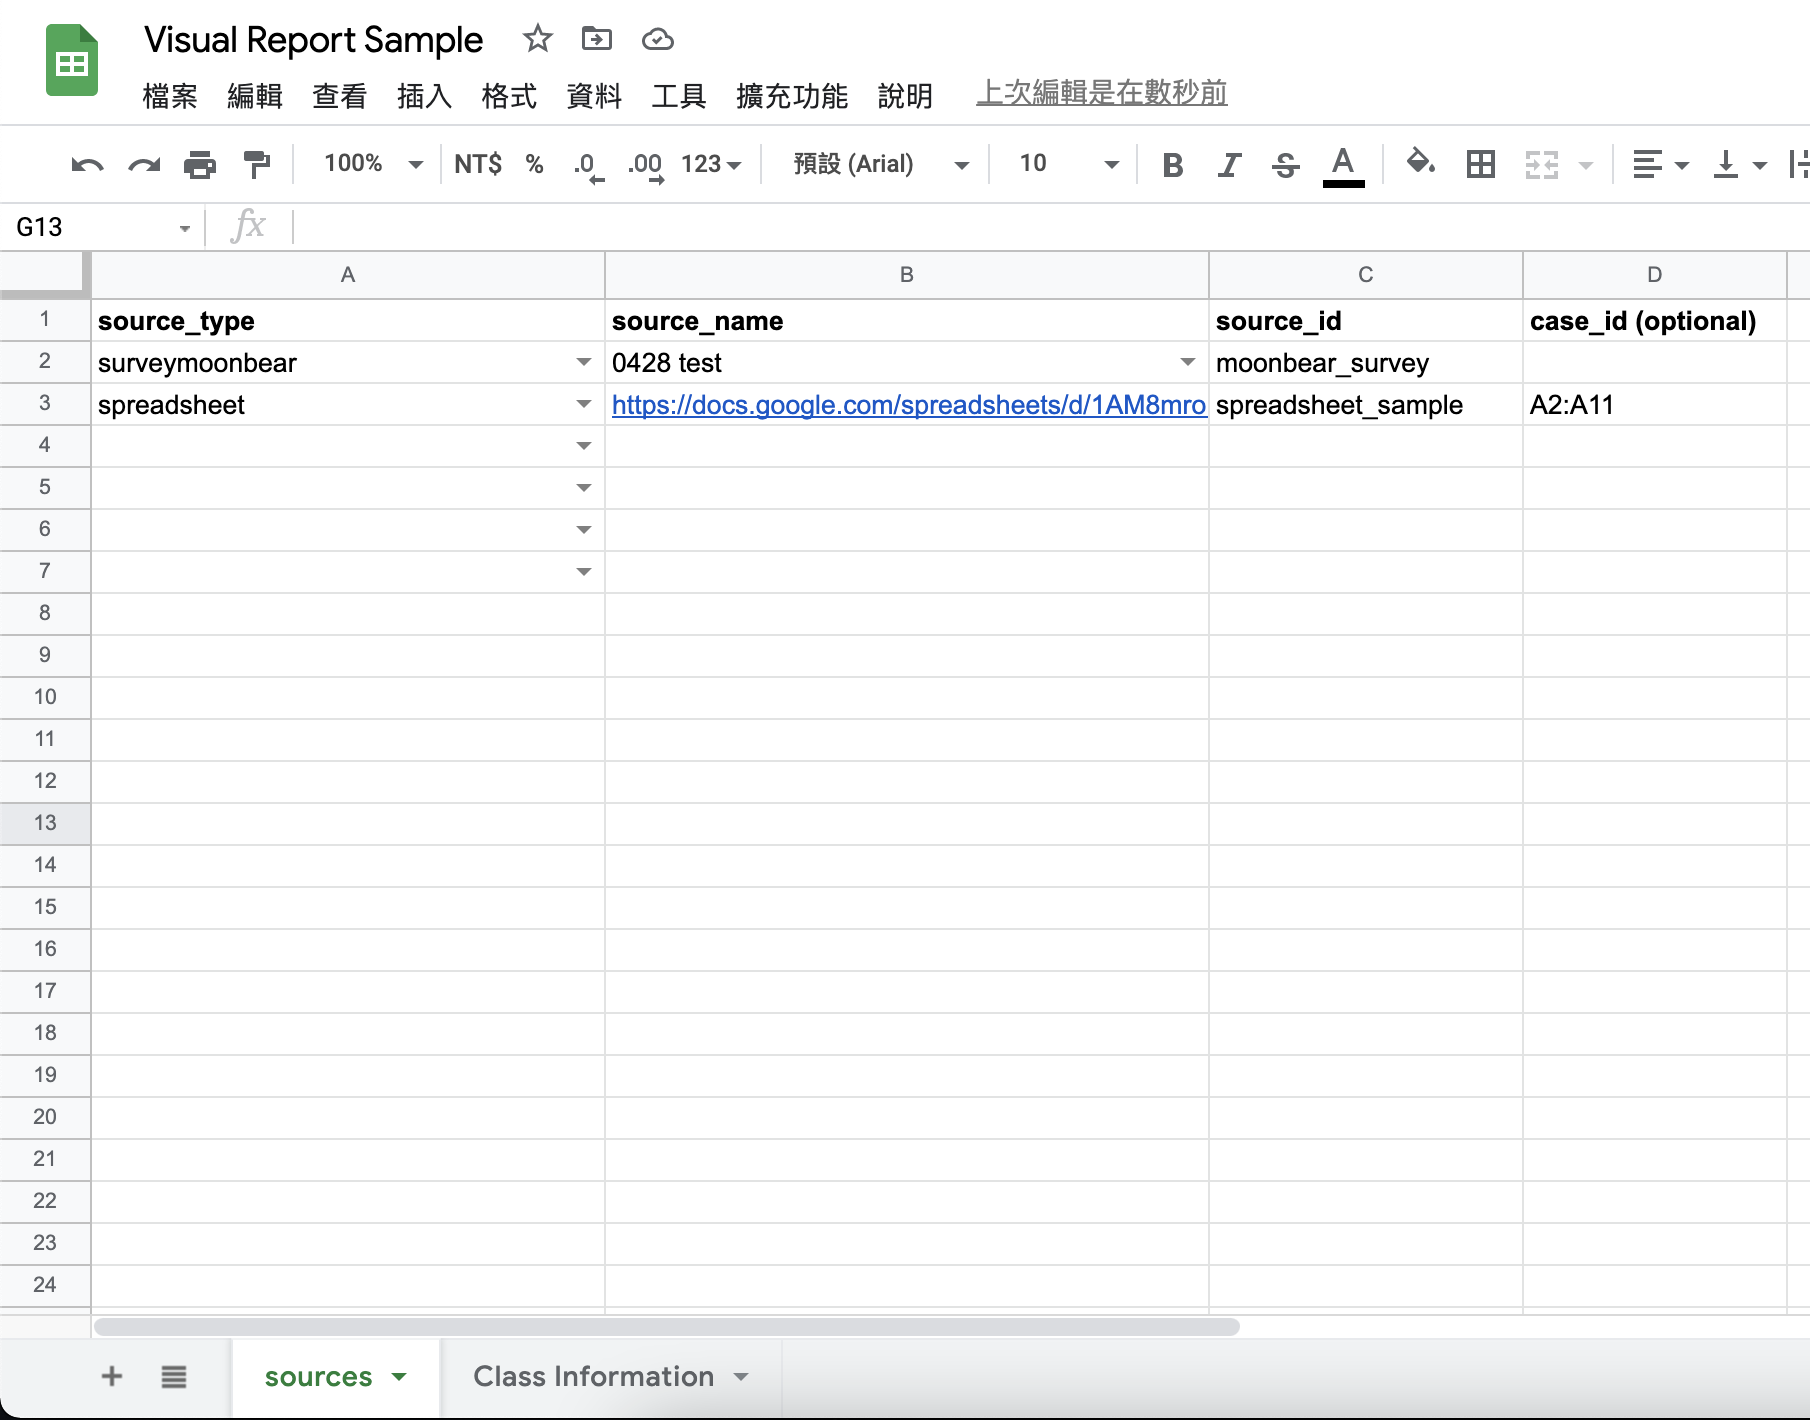 Visual Report Sample
檔案 編輯 查看 插入 格式 資料 工具 擴充功能 說明 上次編輯是在數秒前
100% NT$ % .0 .00 123 預設 (Arial) 10 B I S A
G13 fx
A B C D
1 source_type source_name source_id case_id (optional)
2 surveymoonbear 0428 test moonbear_survey
3 spreadsheet https://docs.google.com/spreadsheets/d/1AM8mro spreadsheet_sample A2:A11
4
5
6
7
8
9
10
11
12
13
14
15
16
17
18
19
20
21
22
23
24
+ sources Class Information